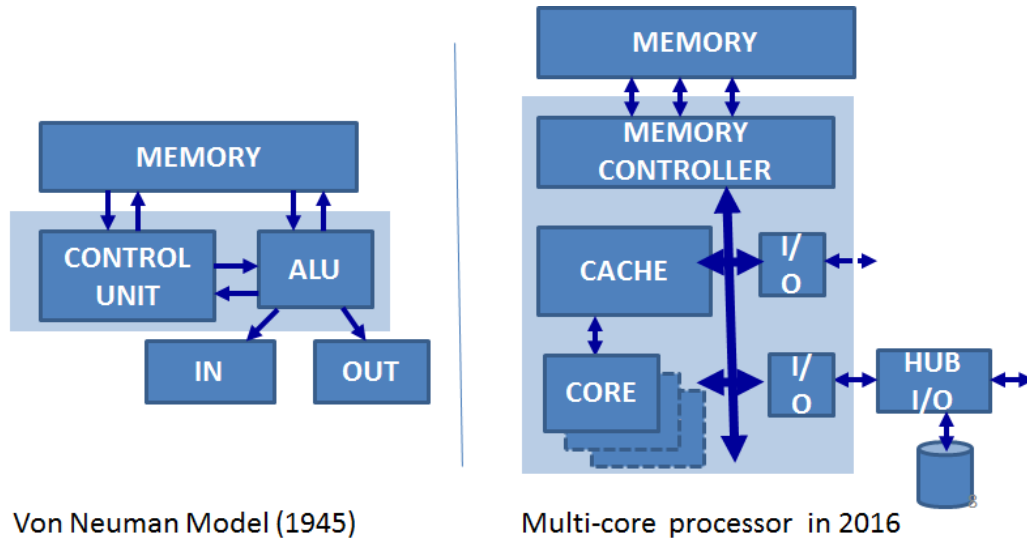 MEMORY
CONTROL
UNIT
ALU
IN
OUT
Von Neuman Model (1945)
MEMORY
MEMORY
CONTROLLER
CACHE
I/
O
CORE
I/
O
HUB
I/O
8
Multi-core processor in 2016